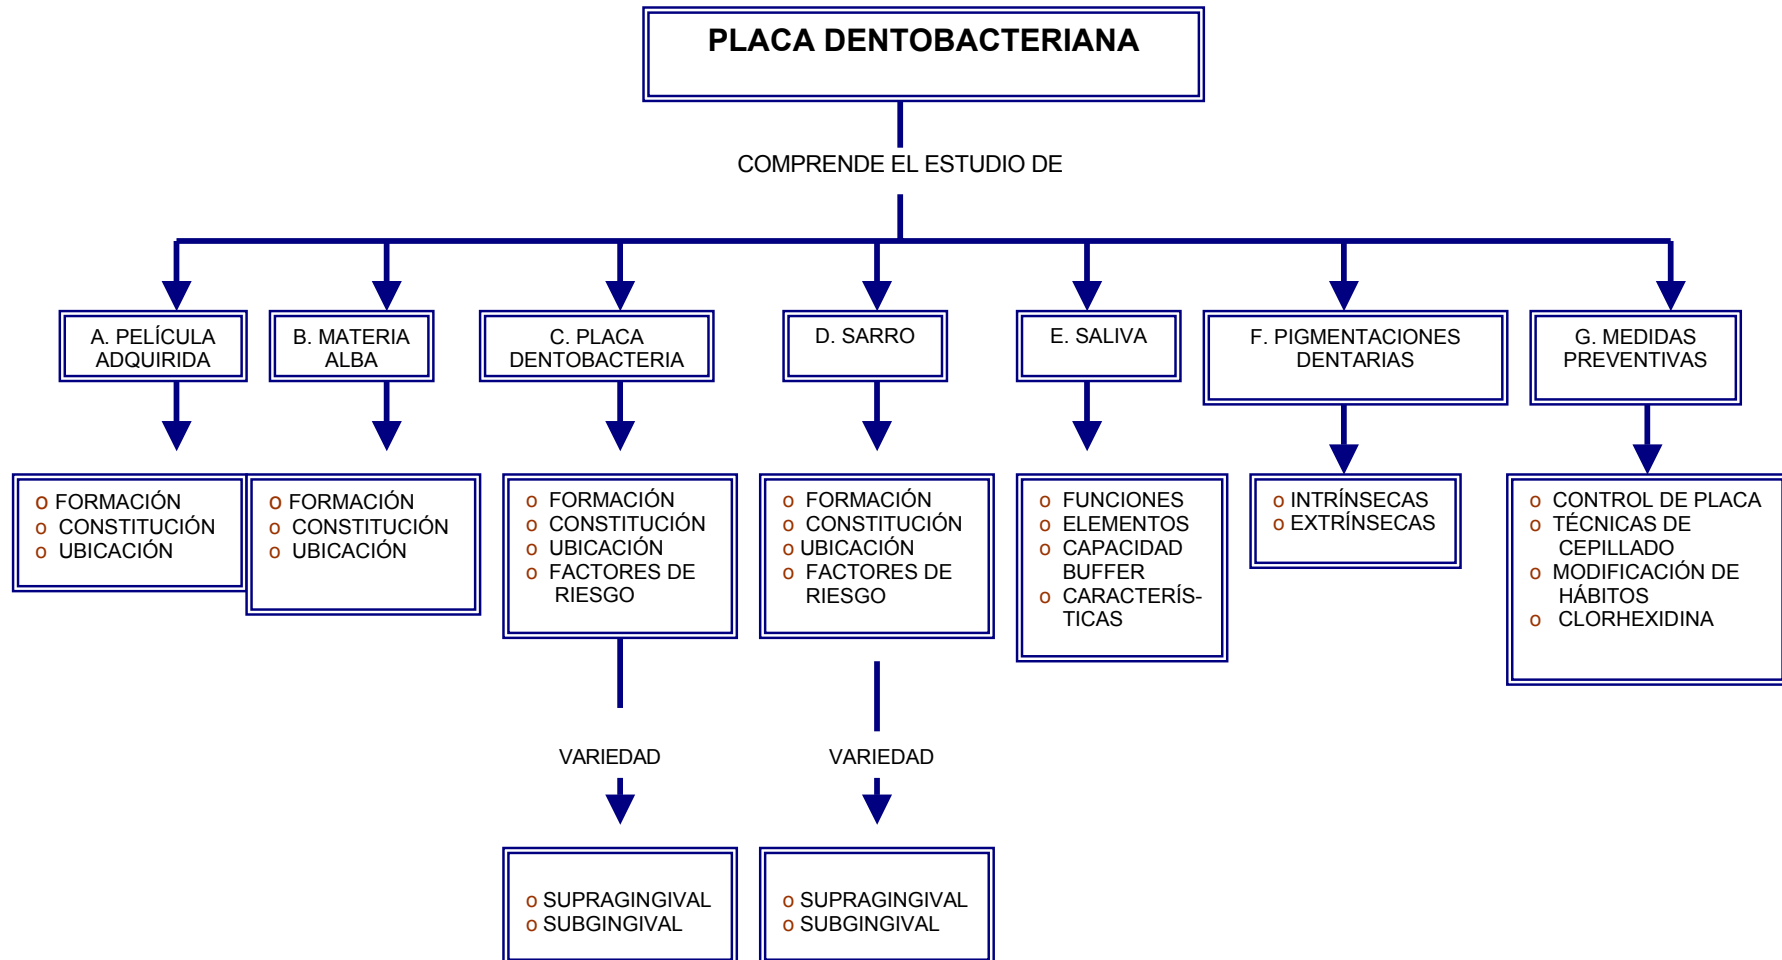 PLACA DENTOBACTERIANA
COMPRENDE EL ESTUDIO DE
A. PELÍCULA
ADQUIRIDA
B. MATERIA
ALBA
C. PLACA
DENTOBACTERIA
D. SARRO
E. SALIVA
F. PIGMENTACIONES
DENTARIAS
G. MEDIDAS
PREVENTIVAS
o FORMACIÓN
o CONSTITUCIÓN
o UBICACIÓN
o FORMACIÓN
o CONSTITUCIÓN
o UBICACIÓN
o FORMACIÓN
o CONSTITUCIÓN
o UBICACIÓN
o FACTORES DE
RIESGO
o FORMACIÓN
o CONSTITUCIÓN
o UBICACIÓN
o FACTORES DE
RIESGO
o FUNCIONES
o ELEMENTOS
o CAPACIDAD
BUFFER
o CARACTERÍS-
TICAS
o INTRÍNSECAS
o EXTRÍNSECAS
o CONTROL DE PLACA
o TÉCNICAS DE
CEPILLADO
o MODIFICACIÓN DE
HÁBITOS
o CLORHEXIDINA
VARIEDAD
VARIEDAD
o SUPRAGINGIVAL
o SUBGINGIVAL
o SUPRAGINGIVAL
o SUBGINGIVAL